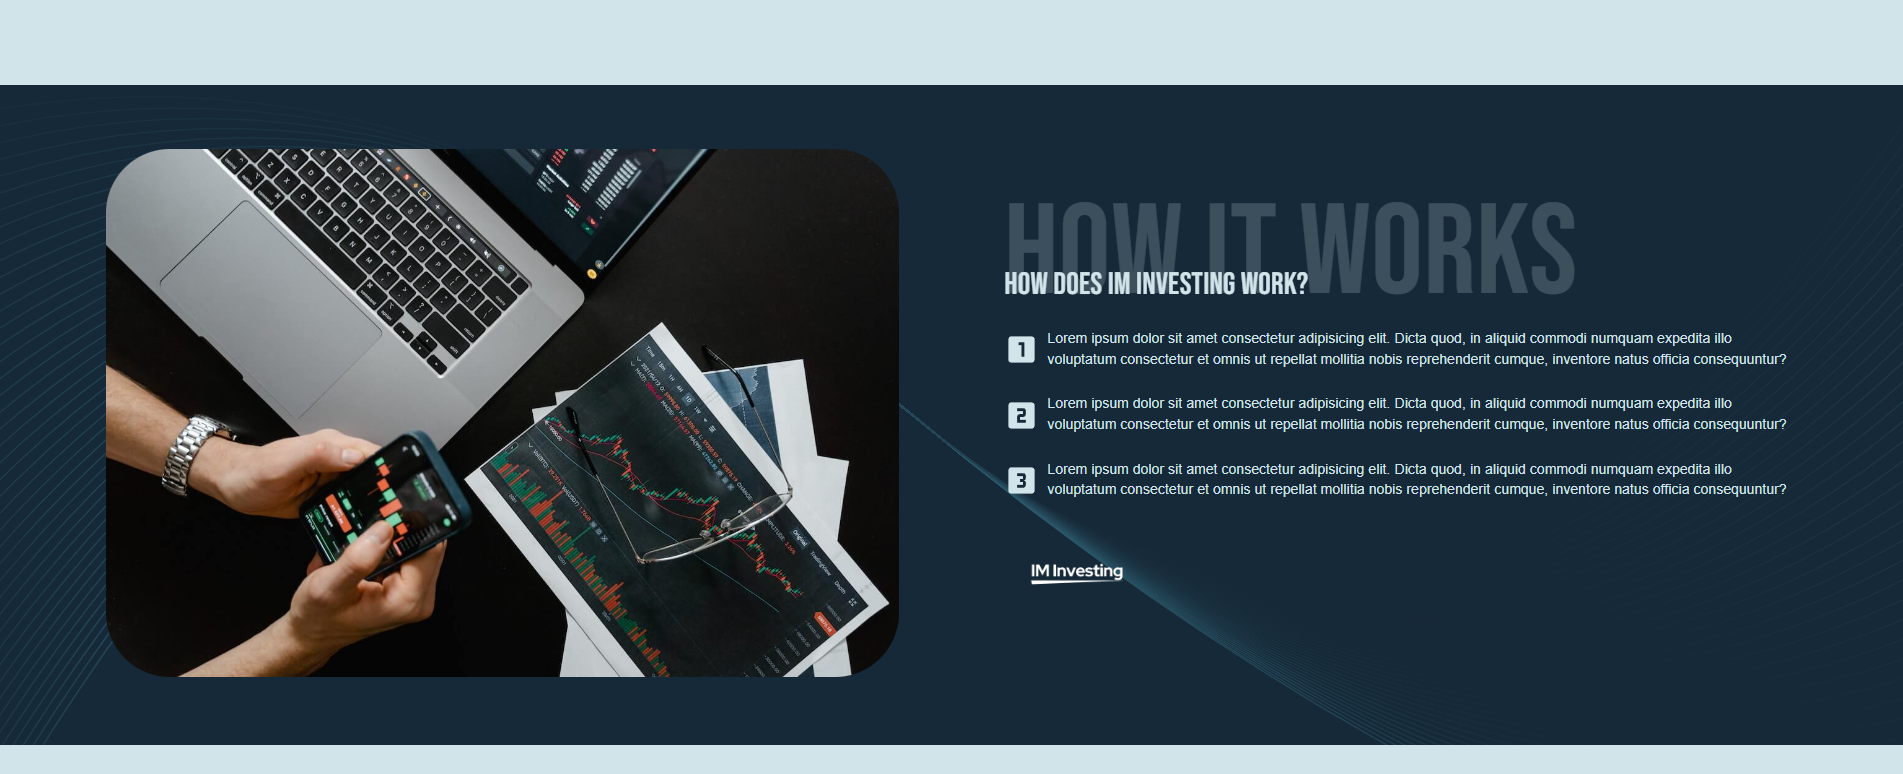 HOW IT WORKS
HOW DOES IM INVESTING WORK?
1
Lorem ipsum dolor sit amet consectetur adipisicing elit. Dicta quod, in aliquid commodi numquam expedita illo
voluptatum consectetur et omnis ut repellat mollitia nobis reprehenderit cumque, inventore natus officia consequuntur?
2
Lorem ipsum dolor sit amet consectetur adipisicing elit. Dicta quod, in aliquid commodi numquam expedita illo
voluptatum consectetur et omnis ut repellat mollitia nobis reprehenderit cumque, inventore natus officia consequuntur?
3
Lorem ipsum dolor sit amet consectetur adipisicing elit. Dicta quod, in aliquid commodi numquam expedita illo
voluptatum consectetur et omnis ut repellat mollitia nobis reprehenderit cumque, inventore natus officia consequuntur?
IM Investing
Time
Original
TradingView
Depth